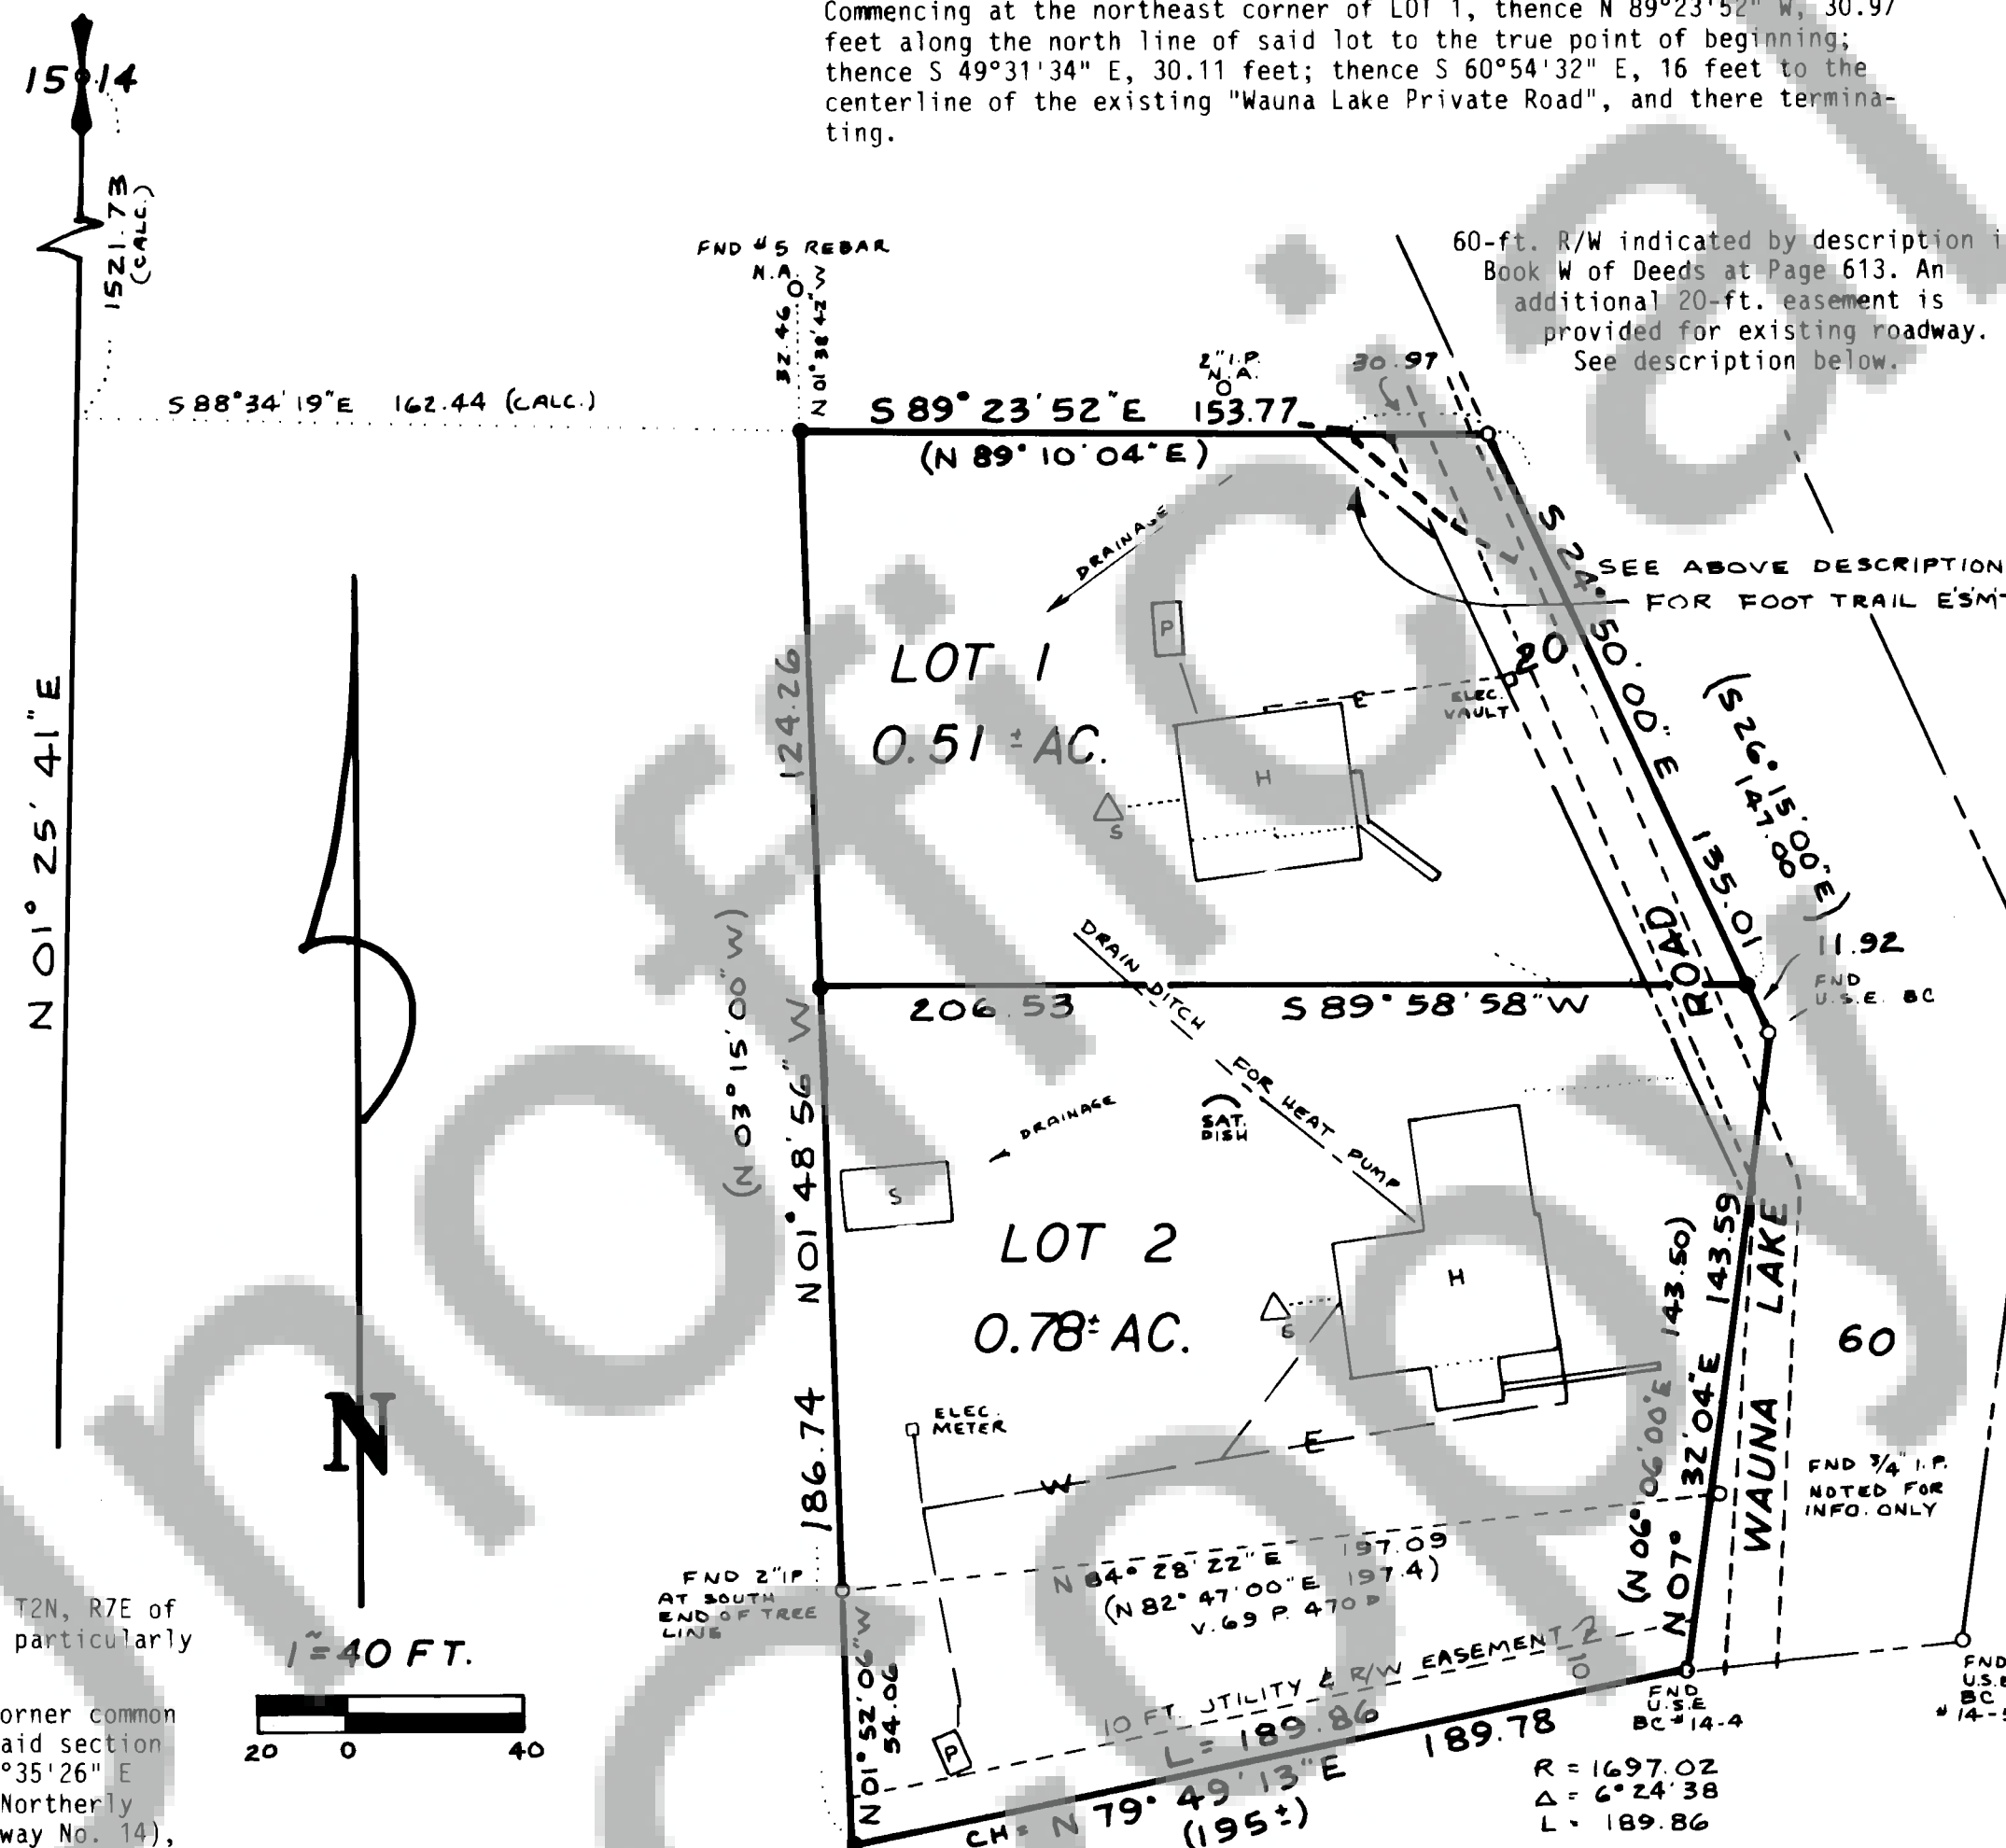 Commencing at the northeast corner of LOT 1, thence N 89°23'52" W, 30.97
feet along the north line of said lot to the true point of beginning;
thence S 49°31'34" E, 30.11 feet; thence S 60°54'32" E, 16 feet to the
centerline of the existing "Wauna Lake Private Road", and there termina-
ting.
15 14
1521.73
(CALC.)
60-ft. R/W indicated by description i
Book W of Deeds at Page 613. An
additional 20-ft. easement is
provided for existing roadway.
See description below.
FND #5 REBAR
N.A.
32.46
N 01°38'42" W
2" I.P.
N.A.
30.97
S 88°34'19"E 162.44 (CALC.)
S 89°23'52"E 153.77
(N 89°10'04"E)
DRAINAGE
SEE ABOVE DESCRIPTION
FOR FOOT TRAIL E'S'M'
S 24°50'00" E 135.01
(S 26°15'00"E)
147.00
20
P
LOT 1
0.51 ± AC.
124.26
E
ELEC.
VAULT
H
S
N 01° 25' 41" E
11.92
FND
U.S.E. BC
206.53 S 89°58'58"W
ROAD
DRAIN DITCH FOR HEAT PUMP
N 01°48'56" W
(N 03°15'00" W)
DRAINAGE
SAT.
DISH
S
LOT 2
0.78± AC.
H
S
60
WAUNA LAKE
N 07° 32'04"E 143.59
(N 06°06'00"E 143.50)
186.74
ELEC.
METER
E
W
N
FND 3/4" I.P.
NOTED FOR
INFO. ONLY
N 84°28'22"E 197.09
(N 82°47'00"E 197.4)
V.69 P. 470 D
FND 2"IP
AT SOUTH
END OF TREE
LINE
N 01°52'06"W
54.06
T2N, R7E of
particularly
1"=40 FT.
20 0 40
orner common
aid section
°35'26" E
Northerly
way No. 14),
10 FT. UTILITY & R/W EASEMENT
10
P
L = 189.86
CH= N 79°49'13"E 189.78
(195±)
FND
U.S.E
BC #14-4
FND
U.S.E
BC
# 14-5
R = 1697.02
Δ = 6°24'38
L = 189.86
Unofficial Copy